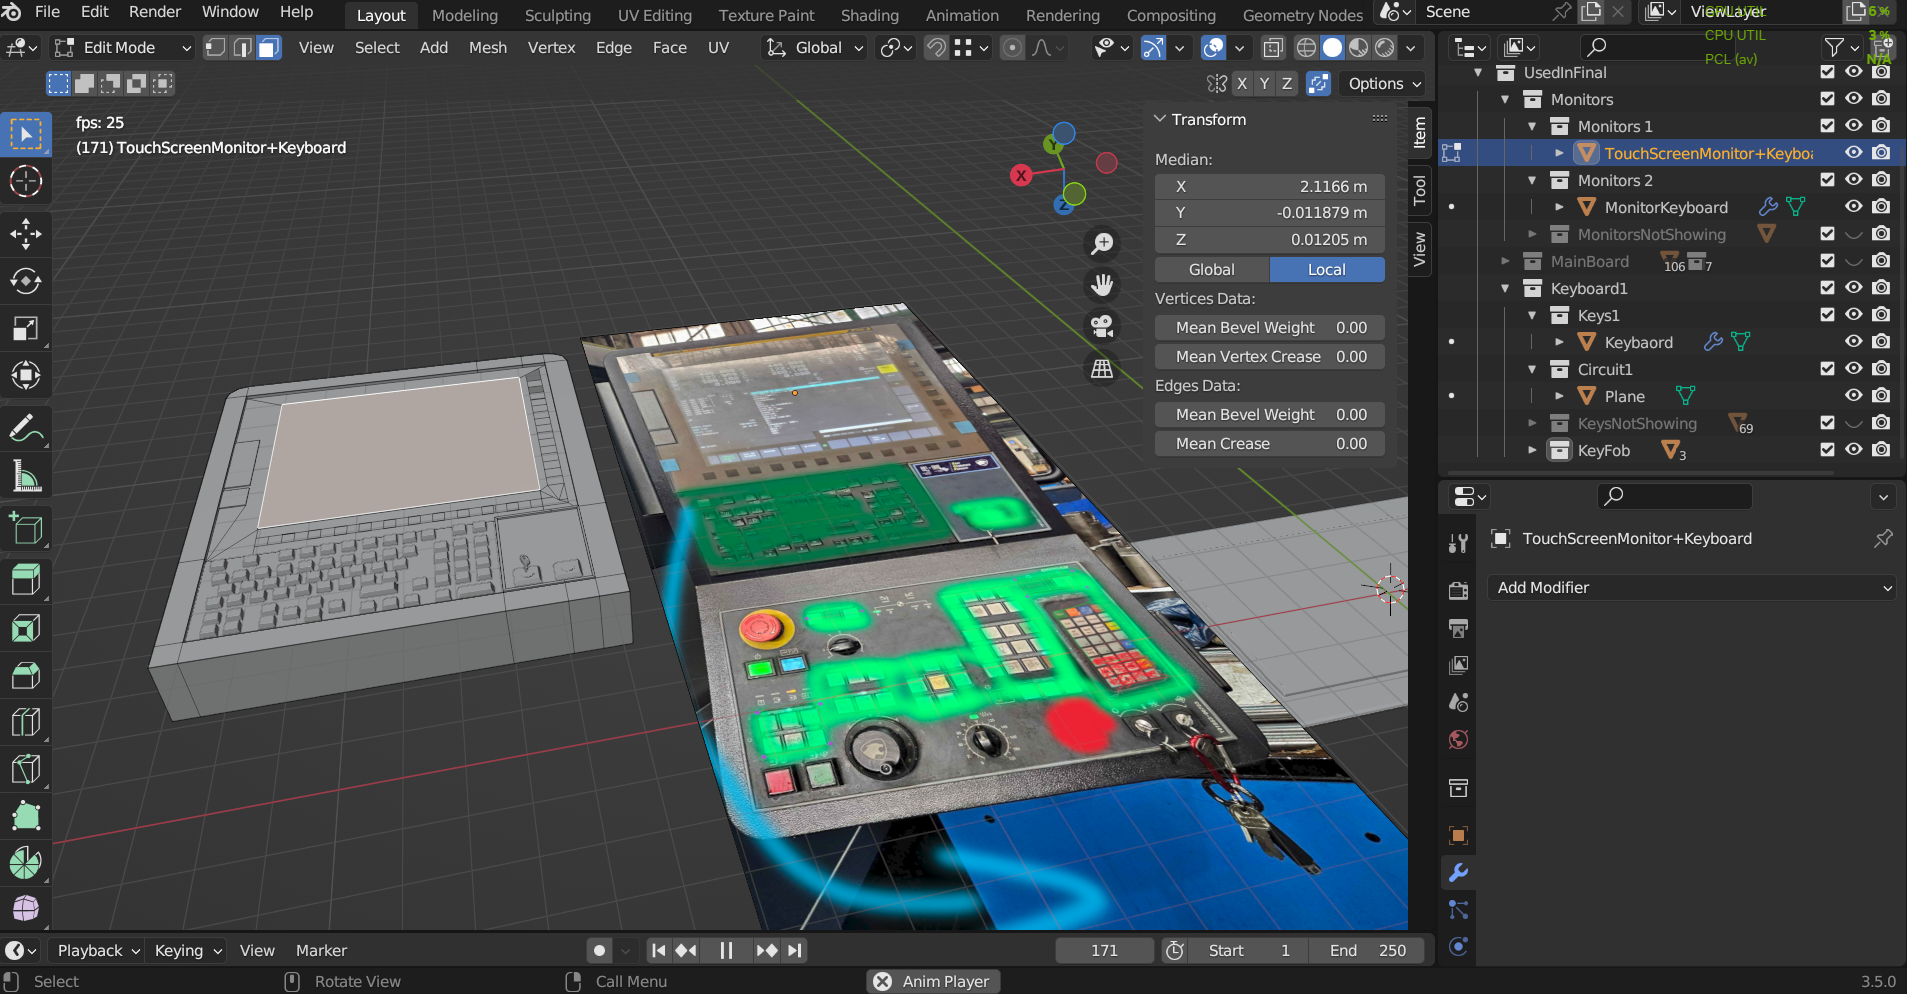 File Edit Render Window Help Layout Modeling Sculpting UV Editing Texture Paint Shading Animation Rendering Compositing Geometry Nodes Scene ViewLayer
6%
CPU UTIL 3%
PCL (av) N/A
Edit Mode View Select Add Mesh Vertex Edge Face UV Global
X Y Z Options
fps: 25
(171) TouchScreenMonitor+Keyboard
X
Y
Z
Transform
Median:
X 2.1166 m
Y -0.011879 m
Z 0.01205 m
Global Local
Vertices Data:
Mean Bevel Weight 0.00
Mean Vertex Crease 0.00
Edges Data:
Mean Bevel Weight 0.00
Mean Crease 0.00
Item
Tool
View
UsedInFinal
Monitors
Monitors 1
TouchScreenMonitor+Keyboa
Monitors 2
MonitorKeyboard
MonitorsNotShowing
MainBoard 106 7
Keyboard1
Keys1
Keybaord
Circuit1
Plane
KeysNotShowing 69
KeyFob 3
TouchScreenMonitor+Keyboard
Add Modifier
Playback Keying View Marker 171 Start 1 End 250
Select Rotate View Call Menu Anim Player 3.5.0